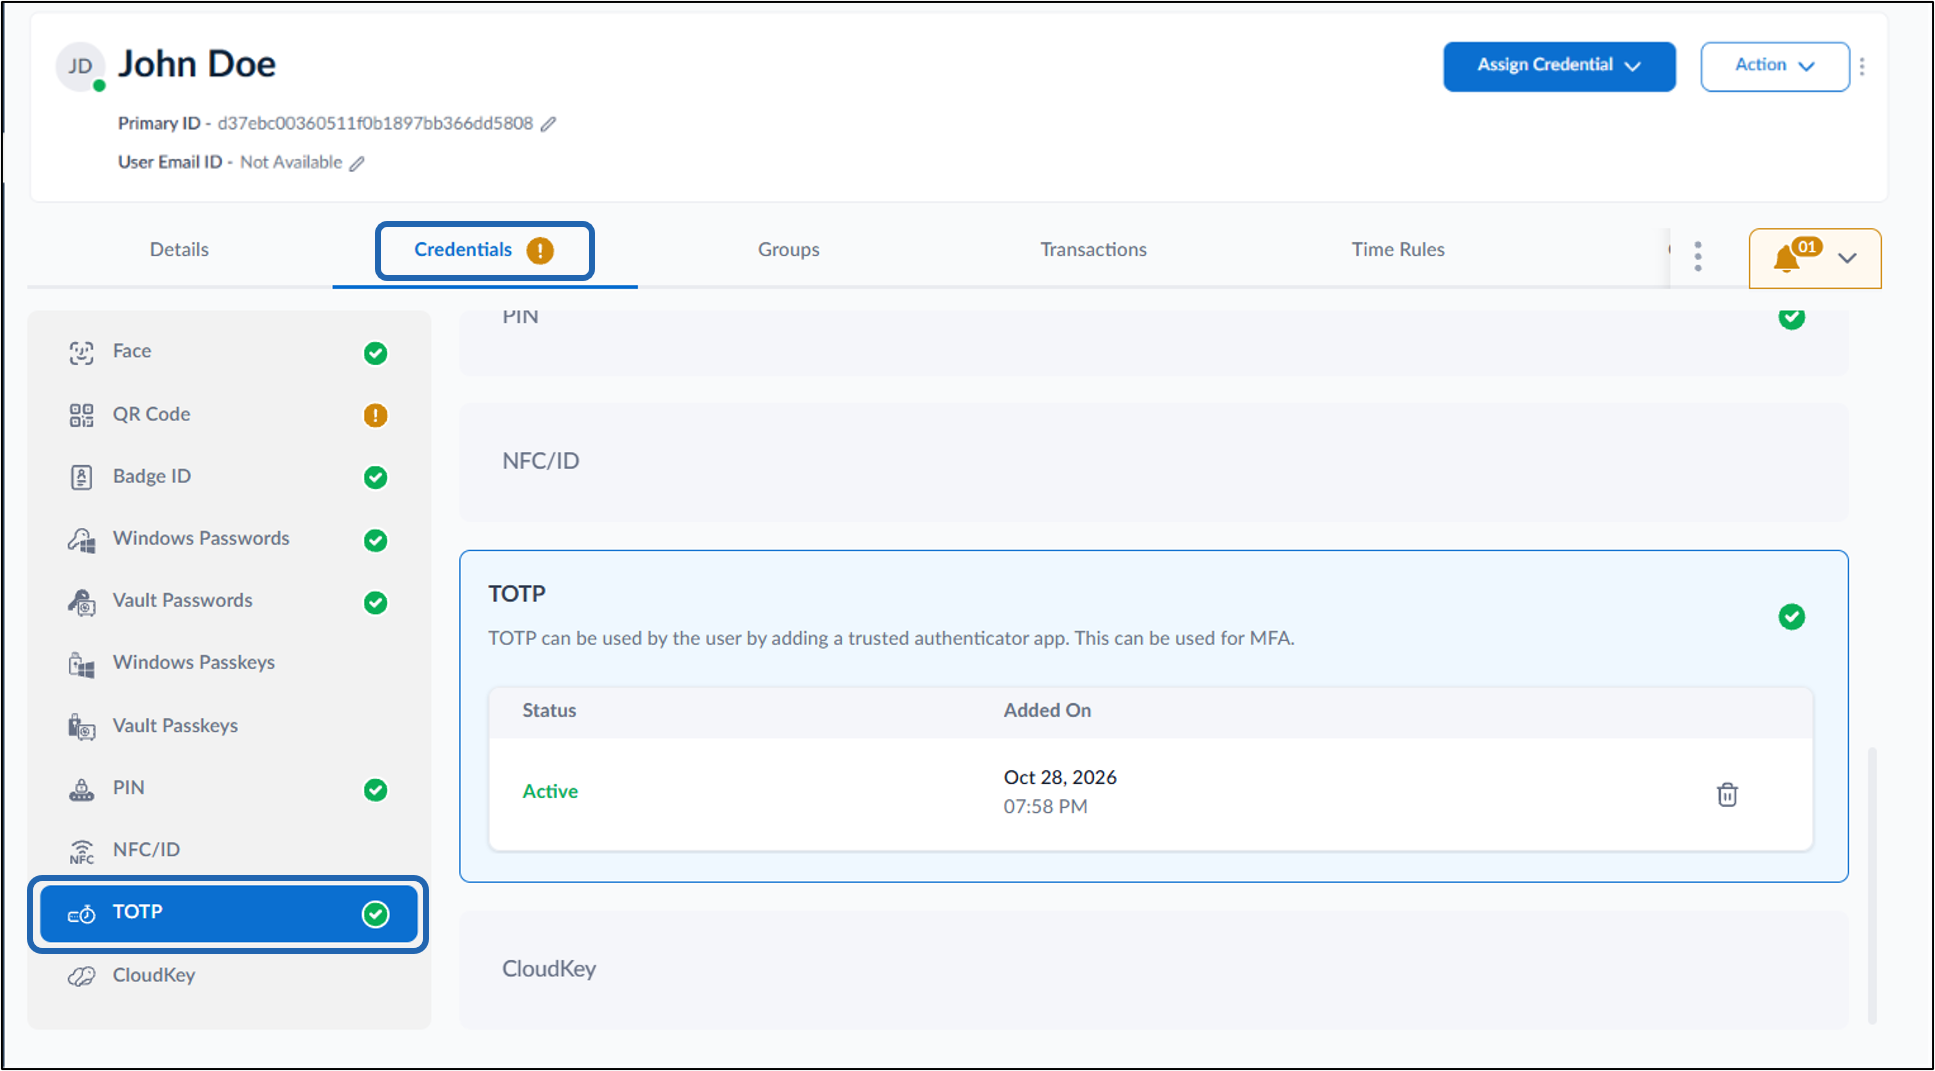 JD
John Doe
Assign Credential
Action
Primary ID - d37ebc00360511f0b1897bb366dd5808
User Email ID - Not Available
Details
Credentials
Groups
Transactions
Time Rules
01
Face
QR Code
Badge ID
Windows Passwords
Vault Passwords
Windows Passkeys
Vault Passkeys
PIN
NFC
NFC/ID
TOTP
CloudKey
PIN
NFC/ID
TOTP
TOTP can be used by the user by adding a trusted authenticator app. This can be used for MFA.
Status
Added On
Active
Oct 28, 2026
07:58 PM
CloudKey